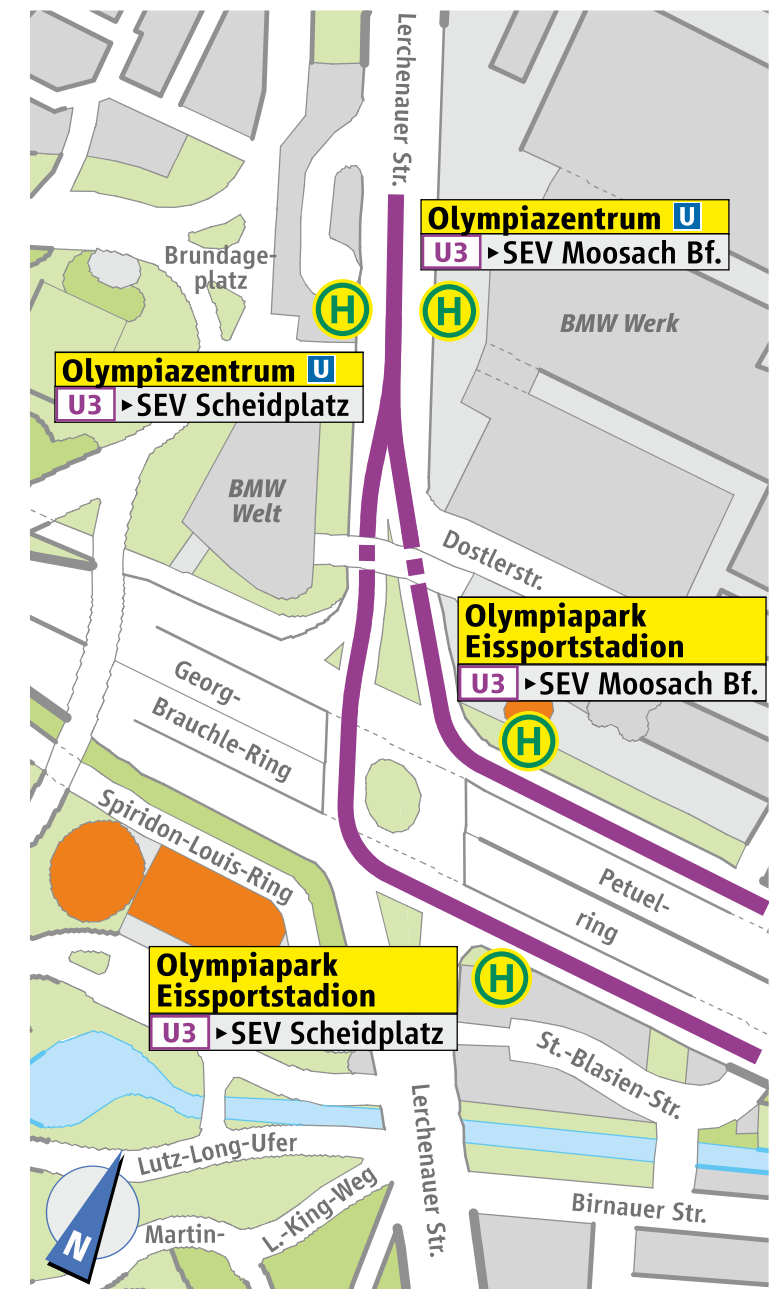 Lerchenauer Str.
Olympiazentrum U
U3 ▸SEV Moosach Bf.
Brundage-
platz
H
H
BMW Werk
Olympiazentrum U
U3 ▸SEV Scheidplatz
BMW
Welt
Dostlerstr.
Olympiapark
Eissportstadion
U3 ▸SEV Moosach Bf.
H
Georg-
Brauchle-Ring
Spiridon-Louis-Ring
Petuel-
ring
Olympiapark
Eissportstadion
U3 ▸SEV Scheidplatz
H
St.-Blasien-Str.
Lerchenauer Str.
Lutz-Long-Ufer
L.-King-Weg
Martin-
Birnauer Str.
N